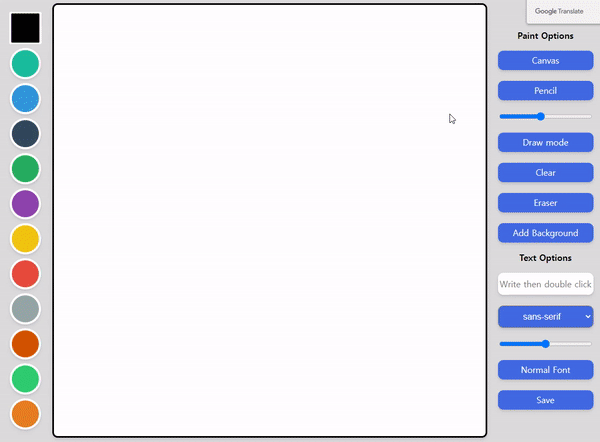 Google Translate
Paint Options
Canvas
Pencil
Draw mode
Clear
Eraser
Add Background
Text Options
Write then double click
sans-serif
Normal Font
Save